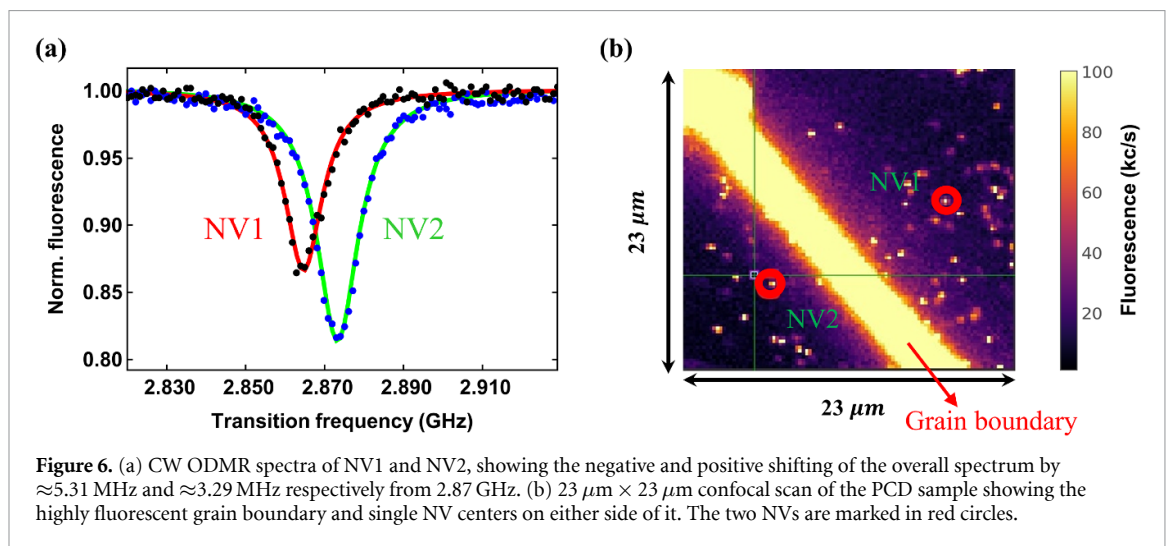 (a)
Norm. fluorescence
1.00
0.95
0.90
0.85
0.80
NV1
NV2
2.830
2.850
2.870
2.890
2.910
Transition frequency (GHz)
(b)
23 μm
NV1
NV2
23 μm
Grain boundary
100
80
60
40
20
Fluorescence (kc/s)
Figure 6. (a) CW ODMR spectra of NV1 and NV2, showing the negative and positive shifting of the overall spectrum by
≈5.31 MHz and ≈3.29 MHz respectively from 2.87 GHz. (b) 23 μm × 23 μm confocal scan of the PCD sample showing the
highly fluorescent grain boundary and single NV centers on either side of it. The two NVs are marked in red circles.